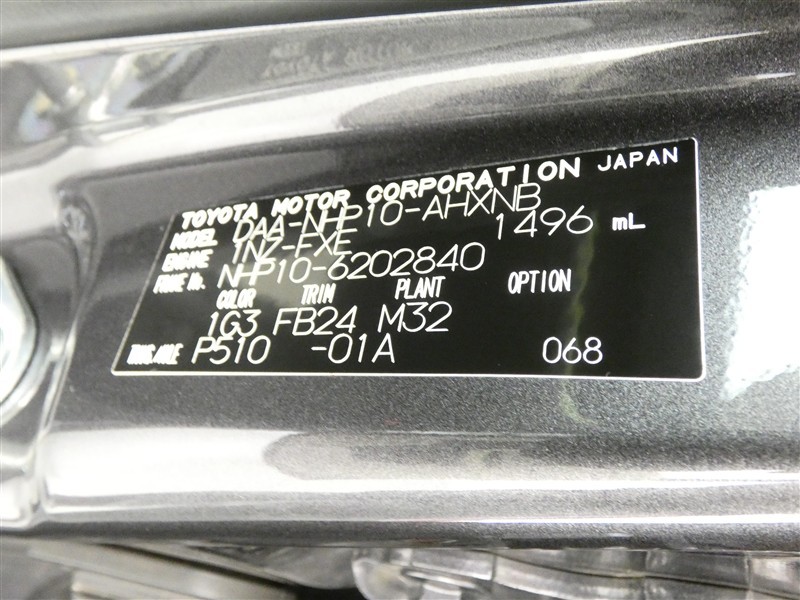 TOYOTA MOTOR CORPORATION JAPAN
MODEL DAA-NHP10-AHXNB
ENGINE 1NZ-FXE 1496 mL
FRAME No. NHP10-6202840
COLOR TRIM PLANT OPTION
1G3 FB24 M32
TRANS.AXLE P510 -01A 068